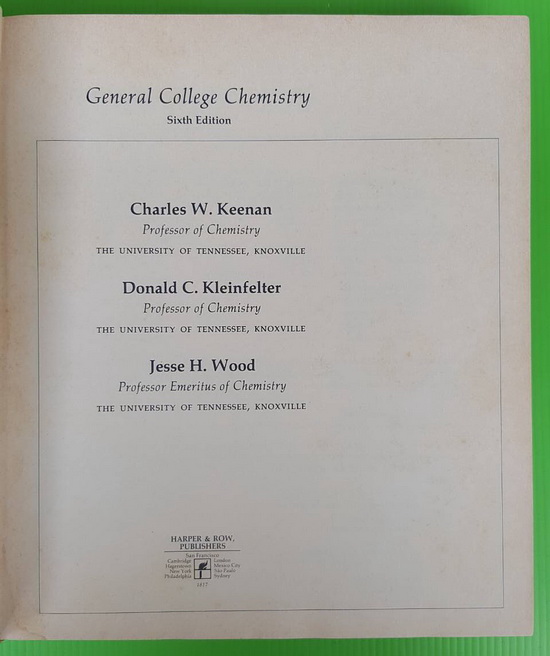 General College Chemistry
Sixth Edition
Charles W. Keenan
Professor of Chemistry
THE UNIVERSITY OF TENNESSEE, KNOXVILLE
Donald C. Kleinfelter
Professor of Chemistry
THE UNIVERSITY OF TENNESSEE, KNOXVILLE
Jesse H. Wood
Professor Emeritus of Chemistry
THE UNIVERSITY OF TENNESSEE, KNOXVILLE
HARPER & ROW,
PUBLISHERS
San Francisco
Cambridge London
Hagerstown Mexico City
New York São Paulo
Philadelphia Sydney
1817